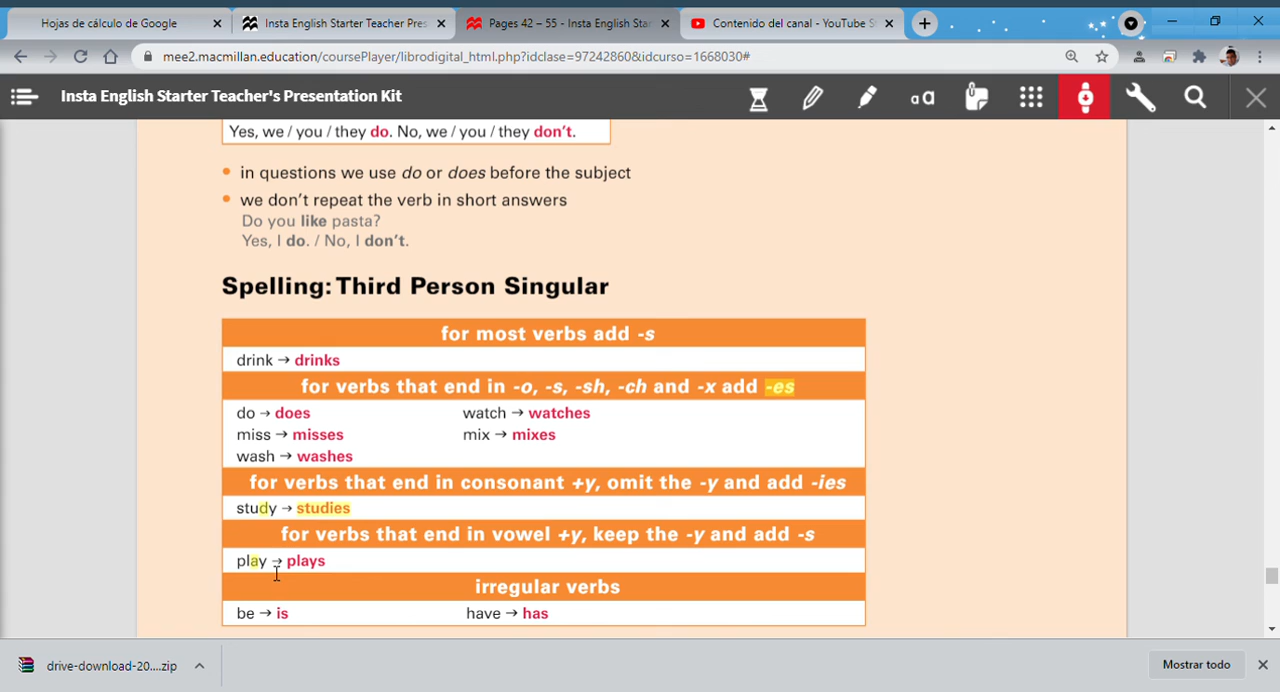 Hojas de cálculo de Google
Insta English Starter Teacher Pres
Pages 42 – 55 - Insta English Star
Contenido del canal - YouTube S
mee2.macmillan.education/coursePlayer/librodigital_html.php?idclase=97242860&idcurso=1668030#
Insta English Starter Teacher's Presentation Kit
aa
Yes, we / you / they do. No, we / you / they don't.
• in questions we use do or does before the subject
• we don't repeat the verb in short answers
Do you like pasta?
Yes, I do. / No, I don't.
Spelling: Third Person Singular
for most verbs add -s
drink → drinks
for verbs that end in -o, -s, -sh, -ch and -x add -es
do → does watch → watches
miss → misses mix → mixes
wash → washes
for verbs that end in consonant +y, omit the -y and add -ies
study → studies
for verbs that end in vowel +y, keep the -y and add -s
play → plays
irregular verbs
be → is have → has
drive-download-20....zip
Mostrar todo